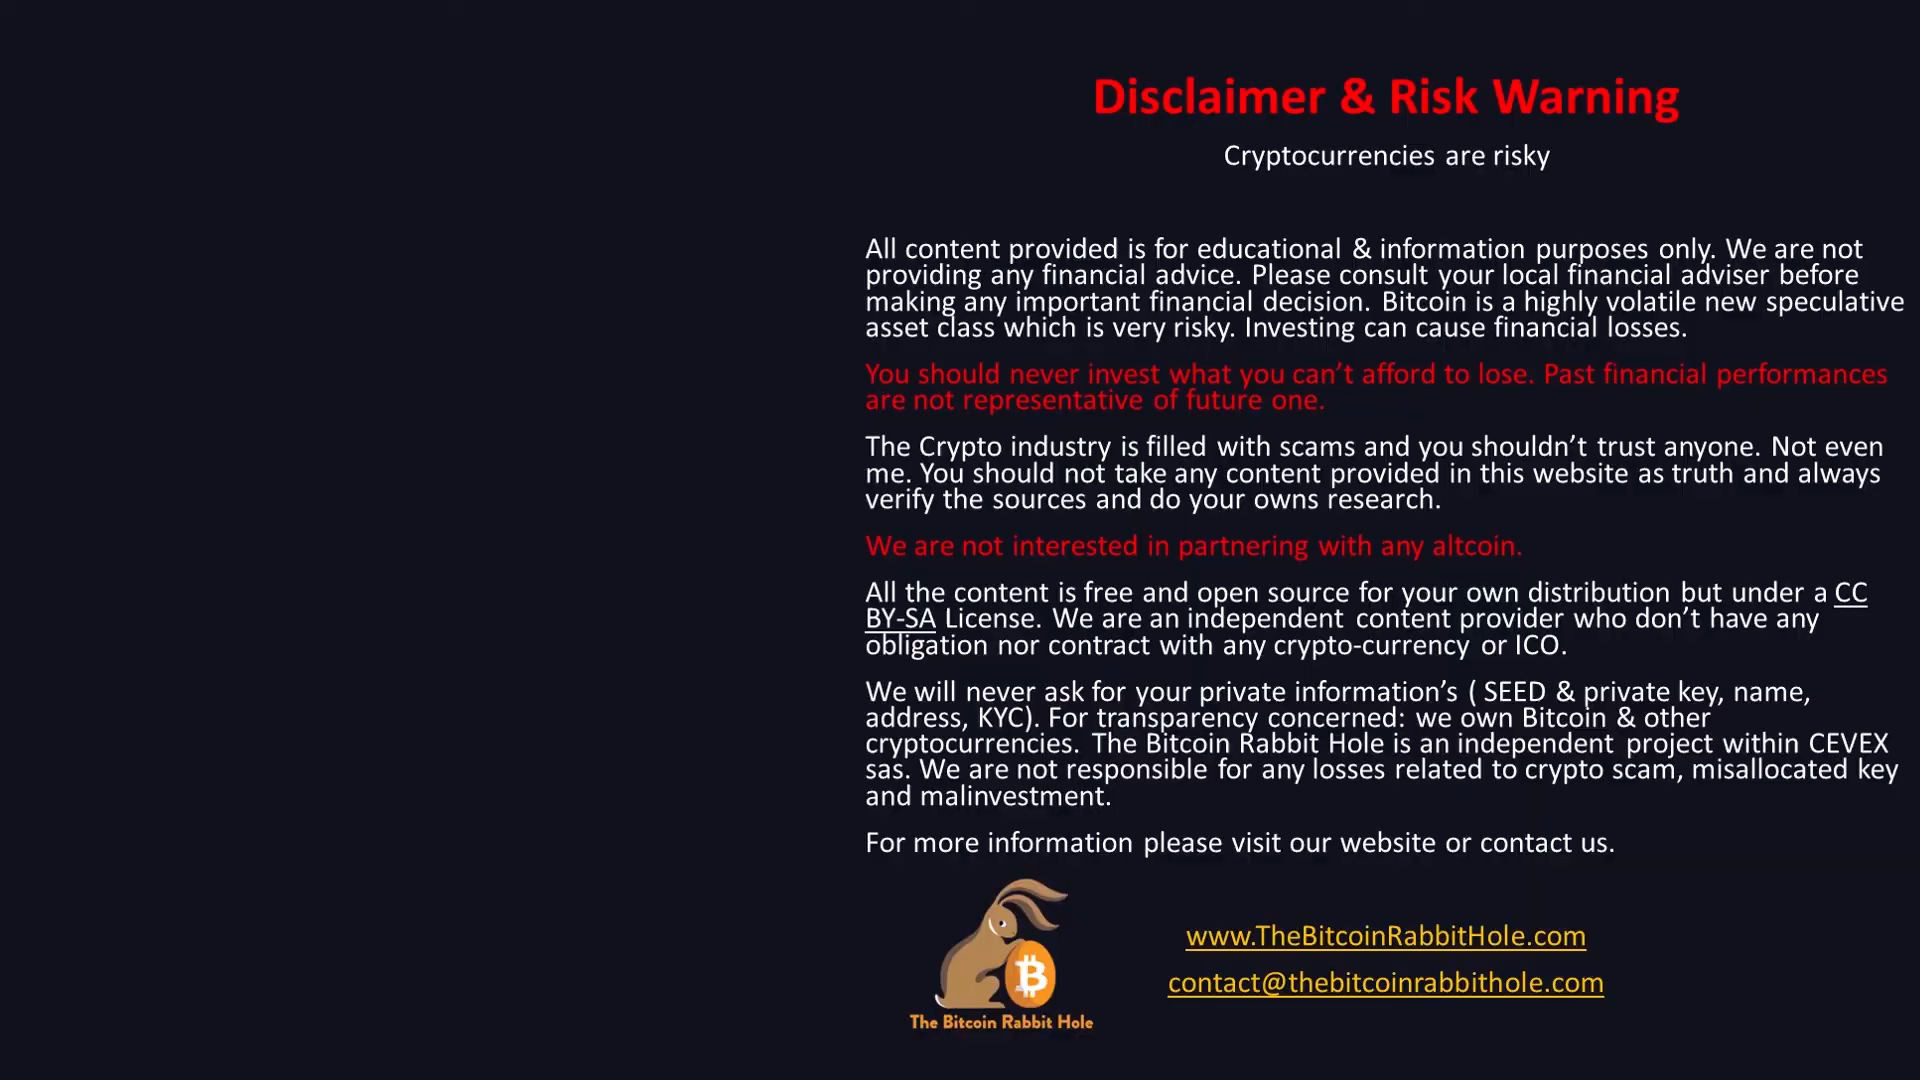 Disclaimer & Risk Warning
Cryptocurrencies are risky
All content provided is for educational & information purposes only. We are not
providing any financial advice. Please consult your local financial adviser before
making any important financial decision. Bitcoin is a highly volatile new speculative
asset class which is very risky. Investing can cause financial losses.
You should never invest what you can’t afford to lose. Past financial performances
are not representative of future one.
The Crypto industry is filled with scams and you shouldn’t trust anyone. Not even
me. You should not take any content provided in this website as truth and always
verify the sources and do your owns research.
We are not interested in partnering with any altcoin.
All the content is free and open source for your own distribution but under a CC
BY-SA License. We are an independent content provider who don’t have any
obligation nor contract with any crypto-currency or ICO.
We will never ask for your private information’s ( SEED & private key, name,
address, KYC). For transparency concerned: we own Bitcoin & other
cryptocurrencies. The Bitcoin Rabbit Hole is an independent project within CEVEX
sas. We are not responsible for any losses related to crypto scam, misallocated key
and malinvestment.
For more information please visit our website or contact us.
www.TheBitcoinRabbitHole.com
contact@thebitcoinrabbithole.com
The Bitcoin Rabbit Hole